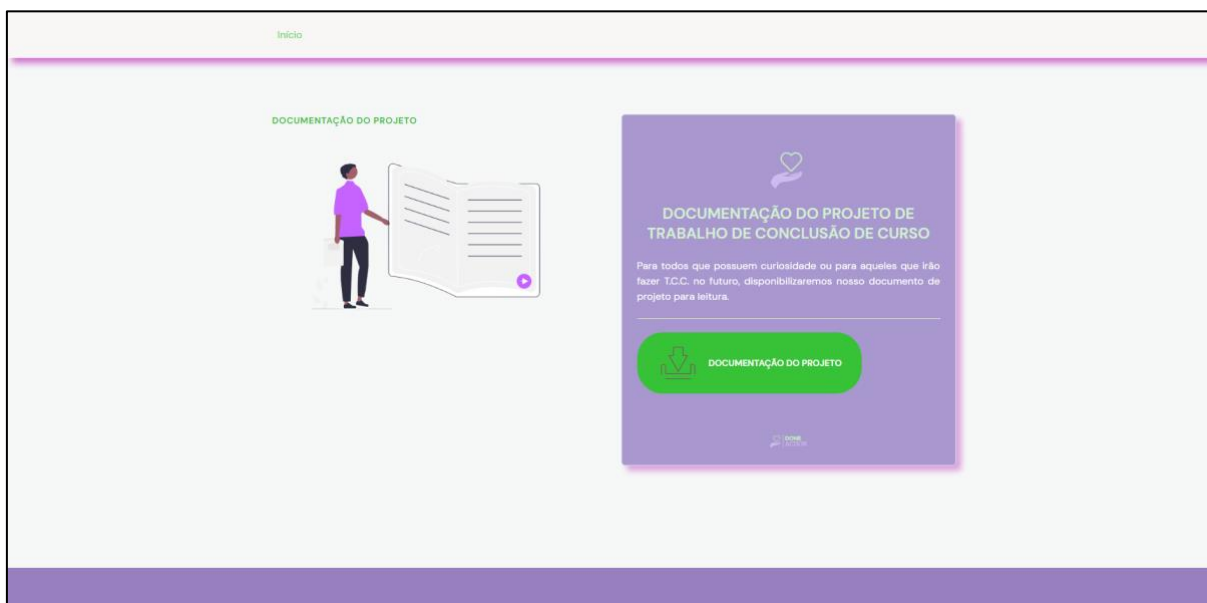 Início
DOCUMENTAÇÃO DO PROJETO
DOCUMENTAÇÃO DO PROJETO DE
TRABALHO DE CONCLUSÃO DE CURSO
Para todos que possuem curiosidade ou para aqueles que irão
fazer T.C.C. no futuro, disponibilizaremos nosso documento de
projeto para leitura.
DOCUMENTAÇÃO DO PROJETO